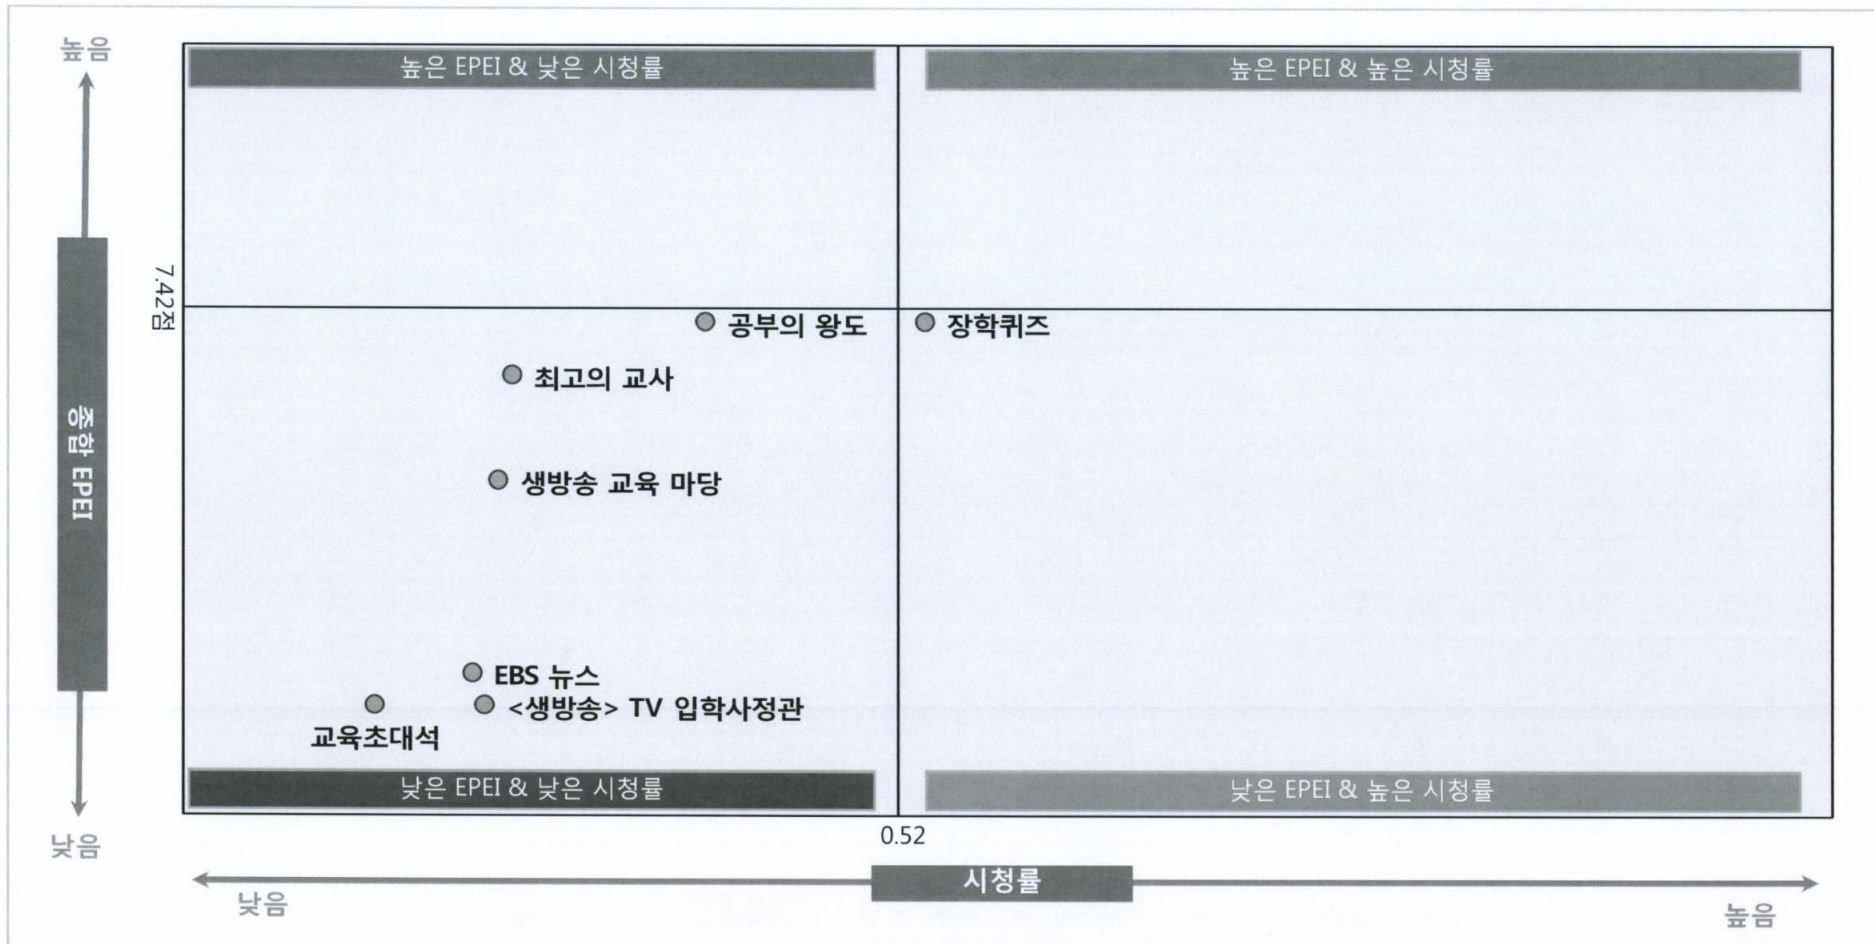 높음
높은 EPEI & 낮은 시청률
높은 EPEI & 높은 시청률
7.42점
공부의 왕도
장학퀴즈
최고의 교사
종합 EPEI
생방송 교육 마당
EBS 뉴스
<생방송> TV 입학사정관
교육초대석
낮은 EPEI & 낮은 시청률
낮은 EPEI & 높은 시청률
낮음
0.52
시청률
낮음
높음